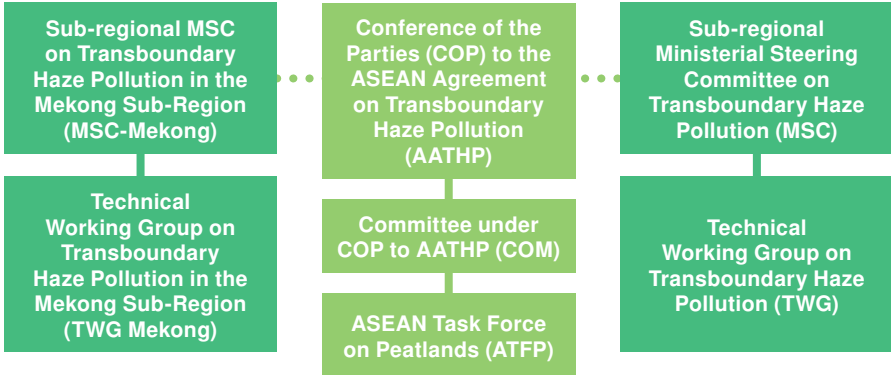 Sub-regional MSC
on Transboundary
Haze Pollution in the
Mekong Sub-Region
(MSC-Mekong)
Technical
Working Group on
Transboundary
Haze Pollution in the
Mekong Sub-Region
(TWG Mekong)
Conference of the
Parties (COP) to the
ASEAN Agreement
on Transboundary
Haze Pollution
(AATHP)
Committee under
COP to AATHP (COM)
ASEAN Task Force
on Peatlands (ATFP)
Sub-regional
Ministerial Steering
Committee on
Transboundary Haze
Pollution (MSC)
Technical
Working Group on
Transboundary Haze
Pollution (TWG)